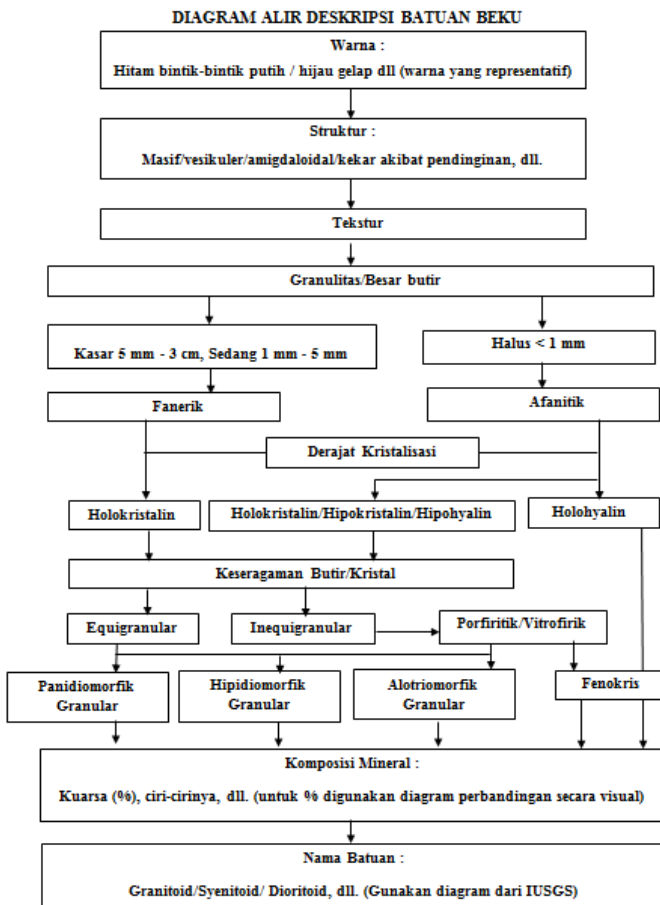 DIAGRAM ALIR DESKRIPSI BATUAN BEKU
Warna :
Hitam bintik-bintik putih / hijau gelap dll (warna yang representatif)
Struktur :
Masif/vesikuler/amigdaloidal/kekar akibat pendinginan, dll.
Tekstur
Granulitas/Besar butir
Kasar 5 mm - 3 cm, Sedang 1 mm - 5 mm
Halus < 1 mm
Fanerik
Afanitik
Derajat Kristalisasi
Holokristalin
Holokristalin/Hipokristalin/Hipohyalin
Holohyalin
Keseragaman Butir/Kristal
Equigranular
Inequigranular
Porfiritik/Vitrofirik
Panidiomorfik
Granular
Hipidiomorfik
Granular
Alotriomorfik
Granular
Fenokris
Komposisi Mineral :
Kuarsa (%), ciri-cirinya, dll. (untuk % digunakan diagram perbandingan secara visual)
Nama Batuan :
Granitoid/Syenitoid/ Dioritoid, dll. (Gunakan diagram dari IUSGS)